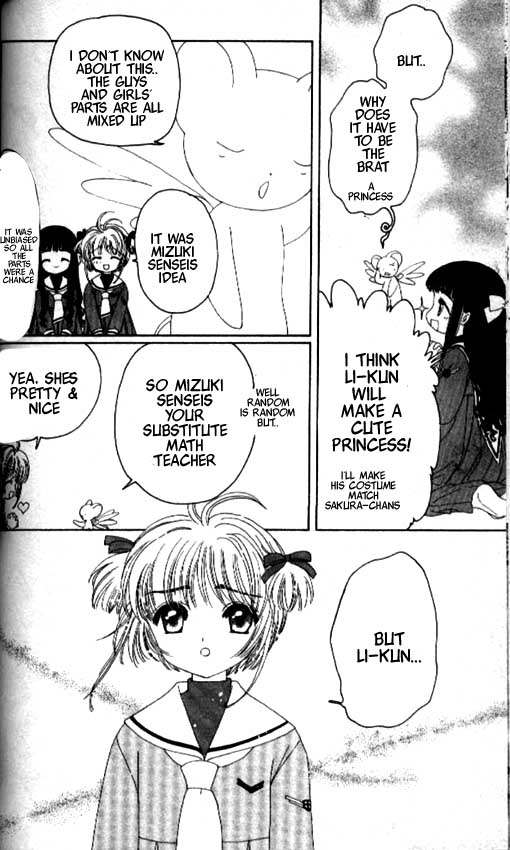 BUT..
WHY
DOES
IT HAVE
TO BE
THE
BRAT
A
PRINCESS
I THINK
LI-KUN
WILL
MAKE A
CUTE
PRINCESS!
I'LL MAKE
HIS COSTUME
MATCH
SAKURA-CHANS
I DON'T KNOW
ABOUT THIS..
THE GUYS
AND GIRLS'
PARTS ARE ALL
MIXED UP
IT WAS
MIZUKI
SENSEIS
IDEA
IT WAS
UNBIASED
SO ALL
THE
PARTS
WERE A
CHANCE
WELL
RANDOM
IS RANDOM
BUT..
SO MIZUKI
SENSEIS
YOUR
SUBSTITUTE
MATH
TEACHER
YEA. SHES
PRETTY &
NICE
BUT
LI-KUN...